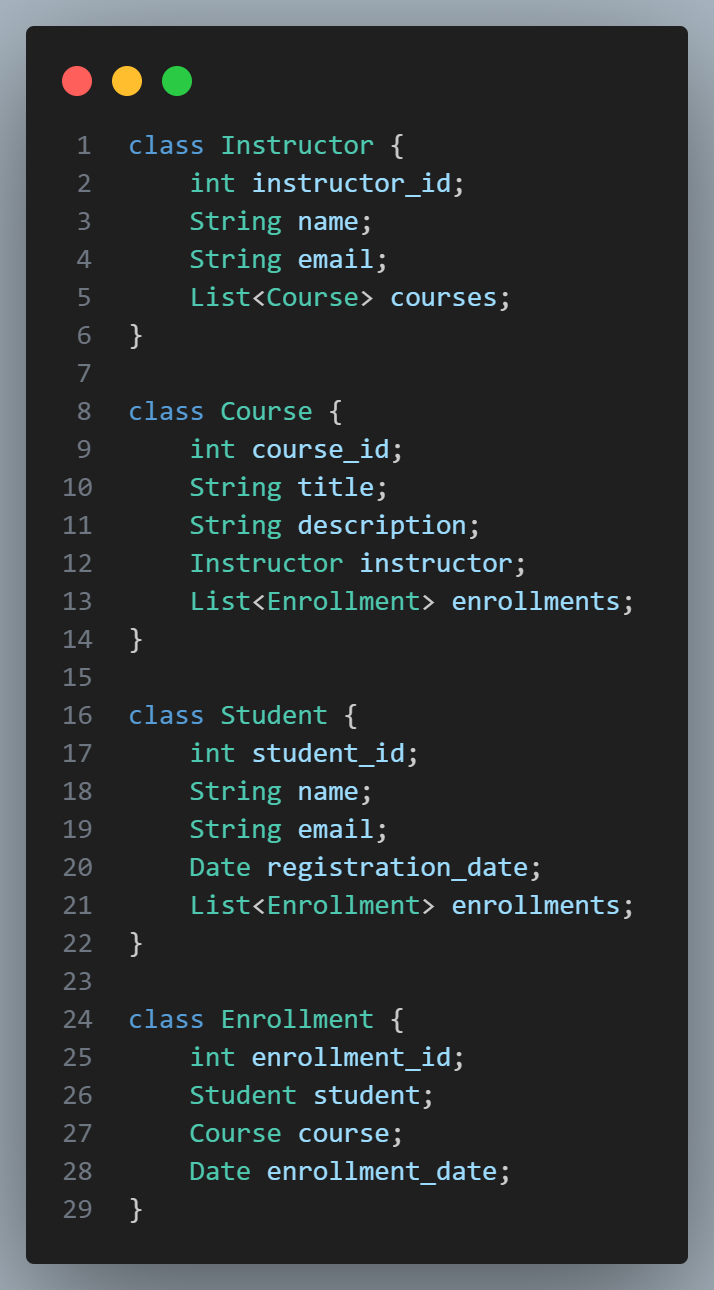 1 class Instructor {
2     int instructor_id;
3     String name;
4     String email;
5     List<Course> courses;
6 }
7
8 class Course {
9     int course_id;
10     String title;
11     String description;
12     Instructor instructor;
13     List<Enrollment> enrollments;
14 }
15
16 class Student {
17     int student_id;
18     String name;
19     String email;
20     Date registration_date;
21     List<Enrollment> enrollments;
22 }
23
24 class Enrollment {
25     int enrollment_id;
26     Student student;
27     Course course;
28     Date enrollment_date;
29 }